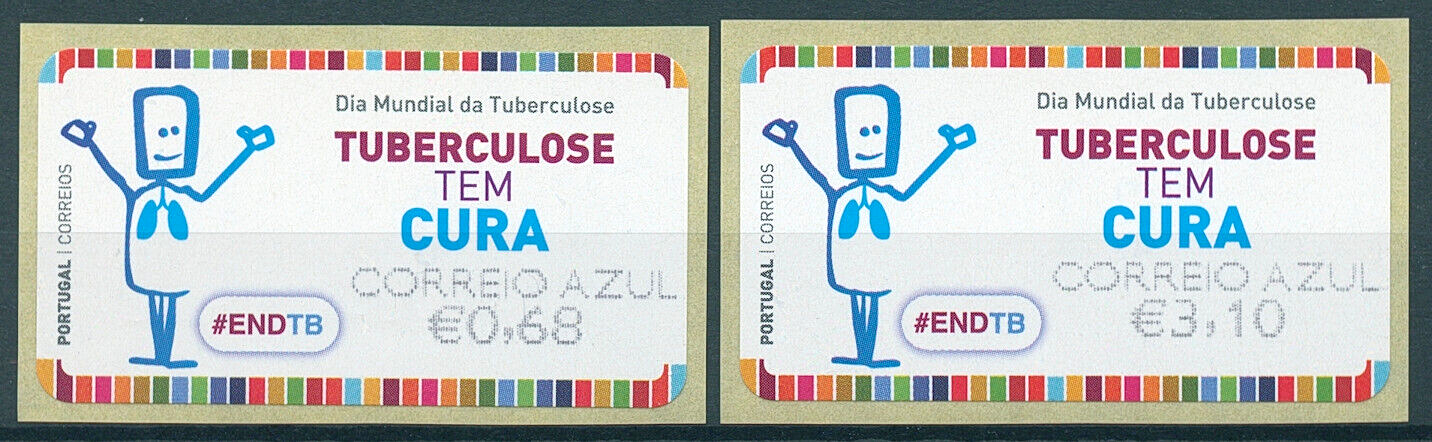 PORTUGAL | CORREIOS
Dia Mundial da Tuberculose
TUBERCULOSE
TEM
CURA
CORREIO AZUL
€0,68
#ENDTB
PORTUGAL | CORREIOS
Dia Mundial da Tuberculose
TUBERCULOSE
TEM
CURA
CORREIO AZUL
€3,10
#ENDTB